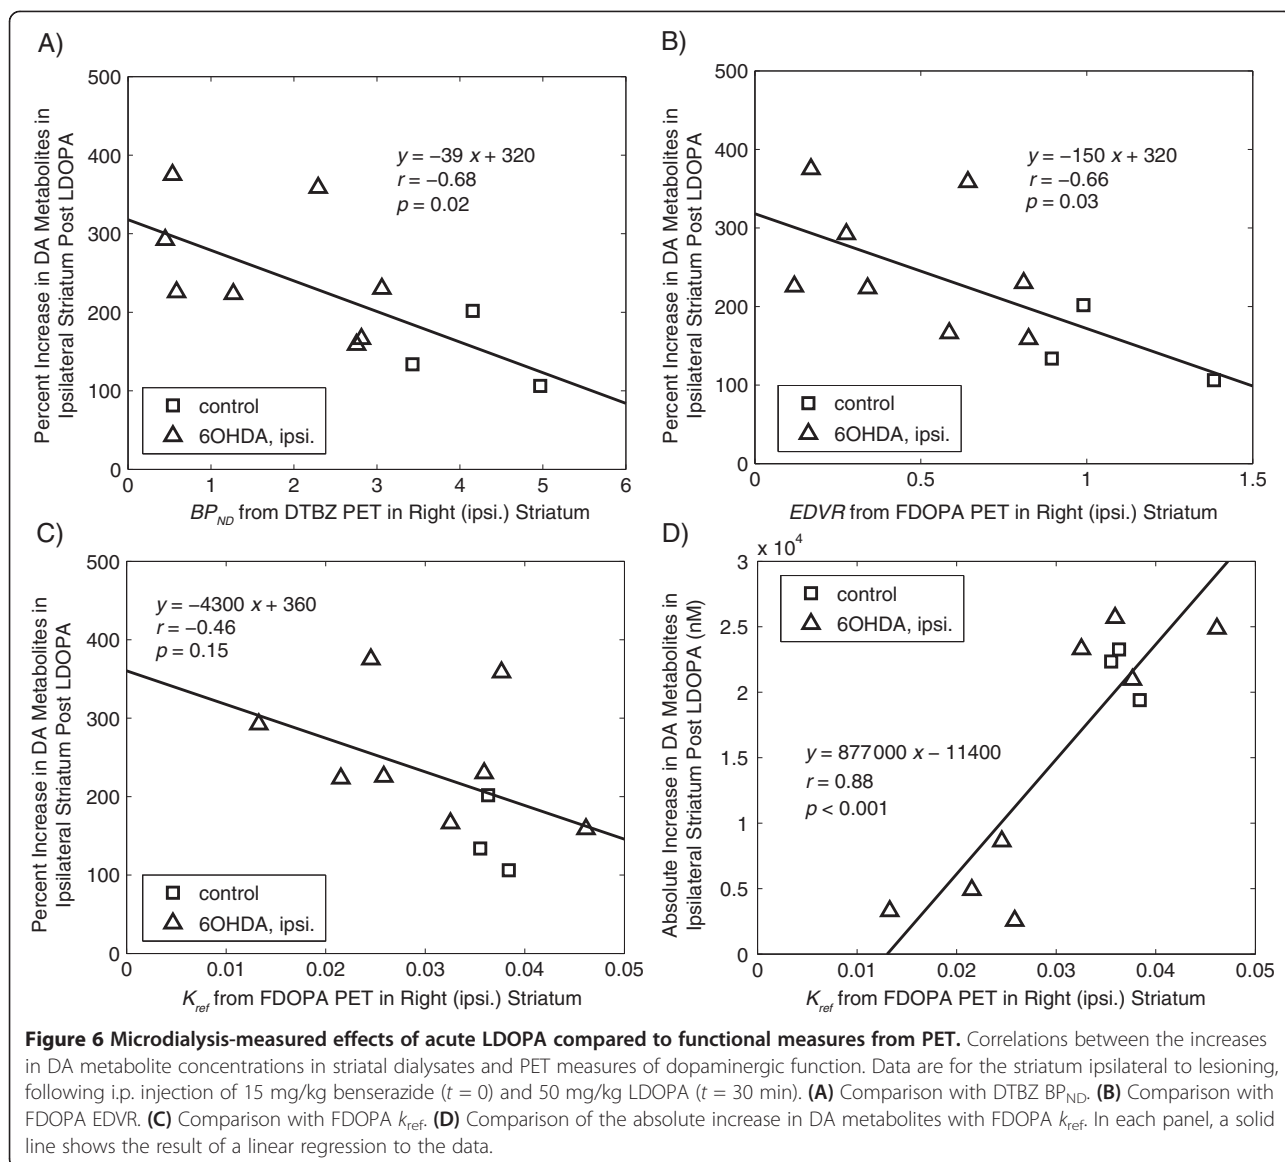 A)
Percent Increase in DA Metabolites in
Ipsilateral Striatum Post LDOPA
500
400
300
200
100
0
y = −39 x + 320
r = −0.68
p = 0.02
control
6OHDA, ipsi.
0 1 2 3 4 5 6
BP_ND from DTBZ PET in Right (ipsi.) Striatum
B)
Percent Increase in DA Metabolites in
Ipsilateral Striatum Post LDOPA
500
400
300
200
100
0
y = −150 x + 320
r = −0.66
p = 0.03
control
6OHDA, ipsi.
0 0.5 1 1.5
EDVR from FDOPA PET in Right (ipsi.) Striatum
C)
Percent Increase in DA Metabolites in
Ipsilateral Striatum Post LDOPA
500
400
300
200
100
0
y = −4300 x + 360
r = −0.46
p = 0.15
control
6OHDA, ipsi.
0 0.01 0.02 0.03 0.04 0.05
K_ref from FDOPA PET in Right (ipsi.) Striatum
D)
x 10^4
Absolute Increase in DA Metabolites in
Ipsilateral Striatum Post LDOPA (nM)
3
2.5
2
1.5
1
0.5
0
control
6OHDA, ipsi.
y = 877000 x − 11400
r = 0.88
p < 0.001
0 0.01 0.02 0.03 0.04 0.05
K_ref from FDOPA PET in Right (ipsi.) Striatum
Figure 6 Microdialysis-measured effects of acute LDOPA compared to functional measures from PET. Correlations between the increases
in DA metabolite concentrations in striatal dialysates and PET measures of dopaminergic function. Data are for the striatum ipsilateral to lesioning,
following i.p. injection of 15 mg/kg benserazide (t = 0) and 50 mg/kg LDOPA (t = 30 min). (A) Comparison with DTBZ BP_ND. (B) Comparison with
FDOPA EDVR. (C) Comparison with FDOPA k_ref. (D) Comparison of the absolute increase in DA metabolites with FDOPA k_ref. In each panel, a solid
line shows the result of a linear regression to the data.